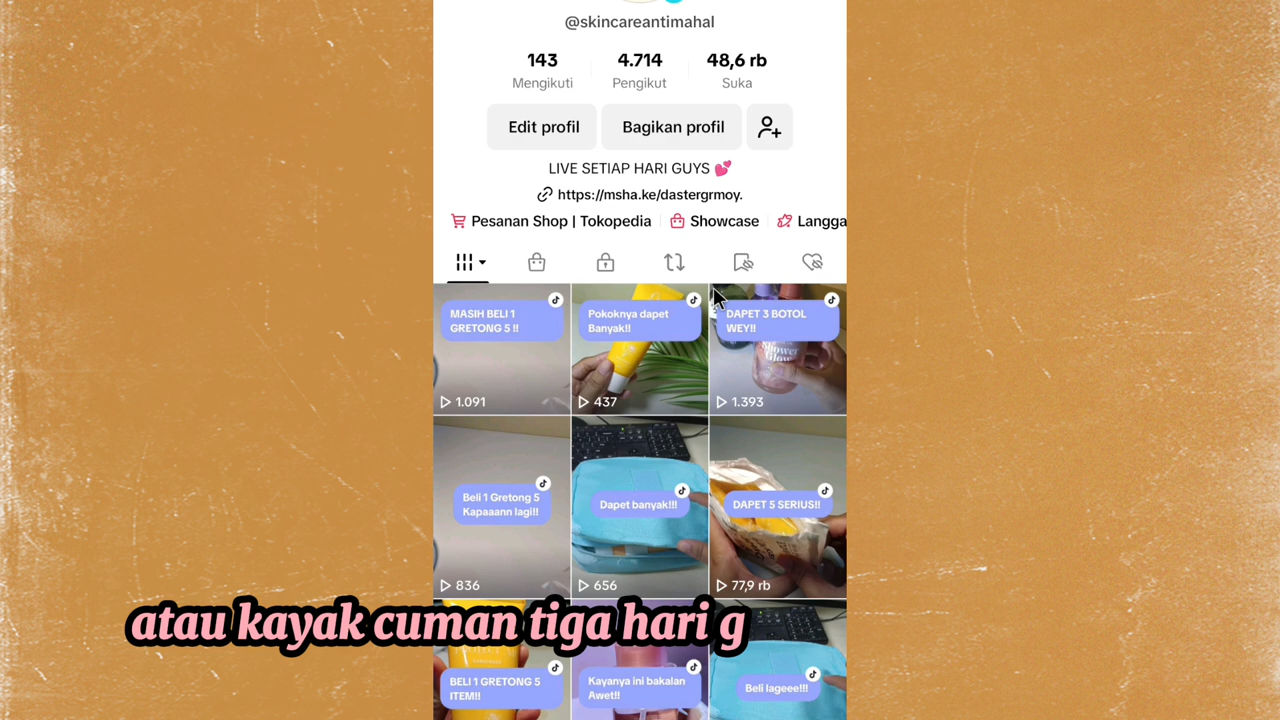 @skincareantimahal
143
4.714
48,6 rb
Mengikuti
Pengikut
Suka
Edit profil
Bagikan profil
LIVE SETIAP HARI GUYS 💕
https://msha.ke/dastergrmoy.
Pesanan Shop | Tokopedia
Showcase
Langga
MASIH BELI 1
GRETONG 5 !!
1.091
Pokoknya dapet
Banyak!!
437
DAPET 3 BOTOL
WEY!!
1.393
Beli 1 Gretong 5
Kapaaann lagi!!
836
Dapet banyak!!!
656
DAPET 5 SERIUS!!
77,9 rb
atau kayak cuman tiga hari g
BELI 1 GRETONG 5
ITEM!!
Kayanya ini bakalan
Awet!!
Beli lageee!!!